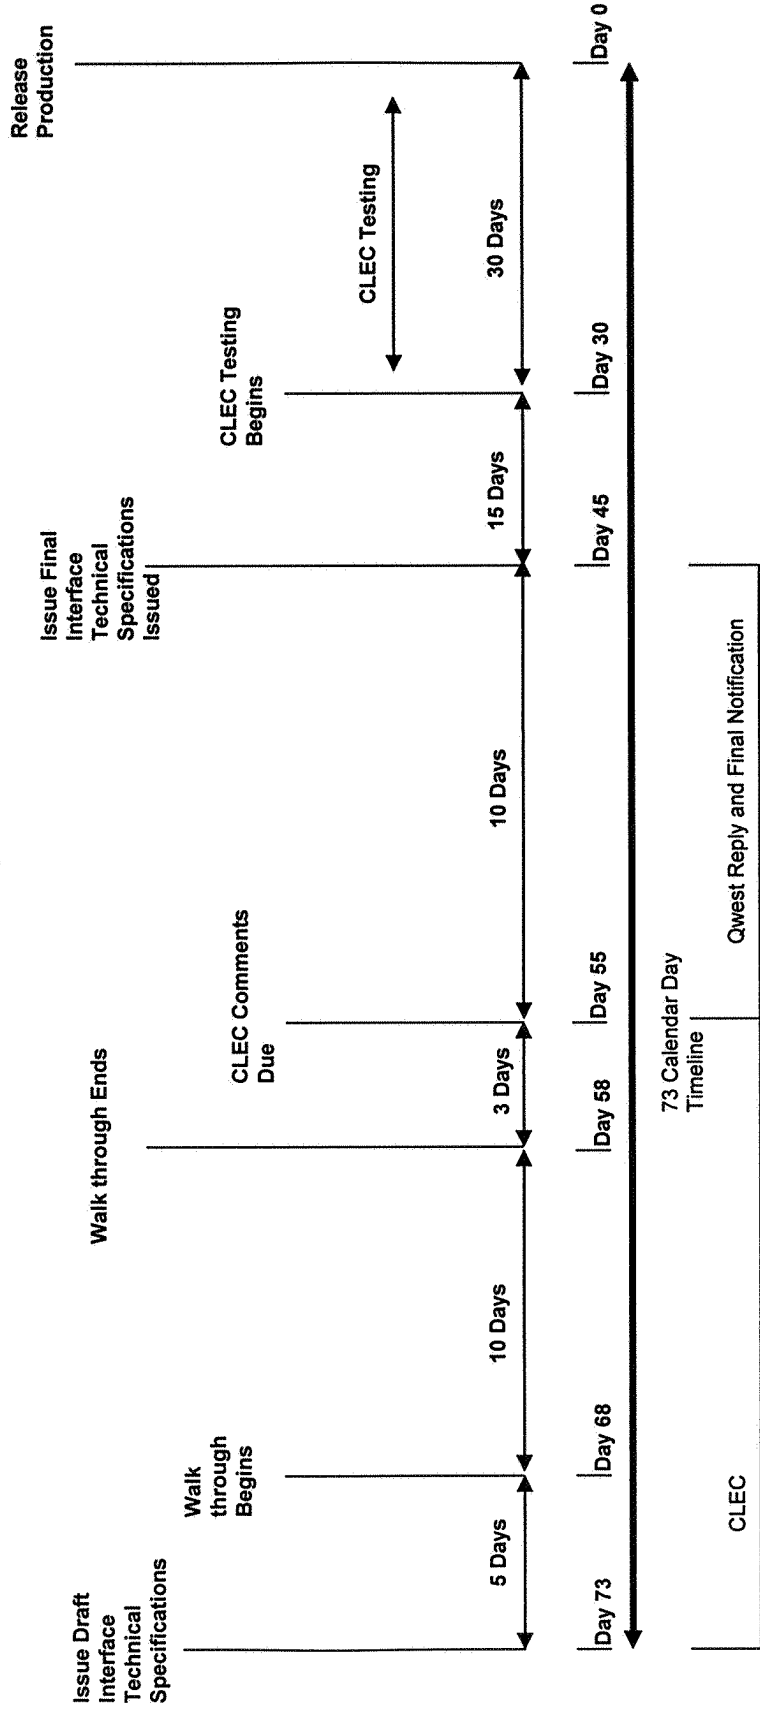 Issue Draft
Interface
Technical
Specifications
Walk
through
Begins
Walk through Ends
CLEC Comments
Due
Issue Final
Interface
Technical
Specifications
Issued
CLEC Testing
Begins
Release
Production
CLEC Testing
5 Days
10 Days
3 Days
10 Days
15 Days
30 Days
Day 73
Day 68
Day 58
Day 55
Day 45
Day 30
Day 0
73 Calendar Day
Timeline
CLEC
Qwest Reply and Final Notification